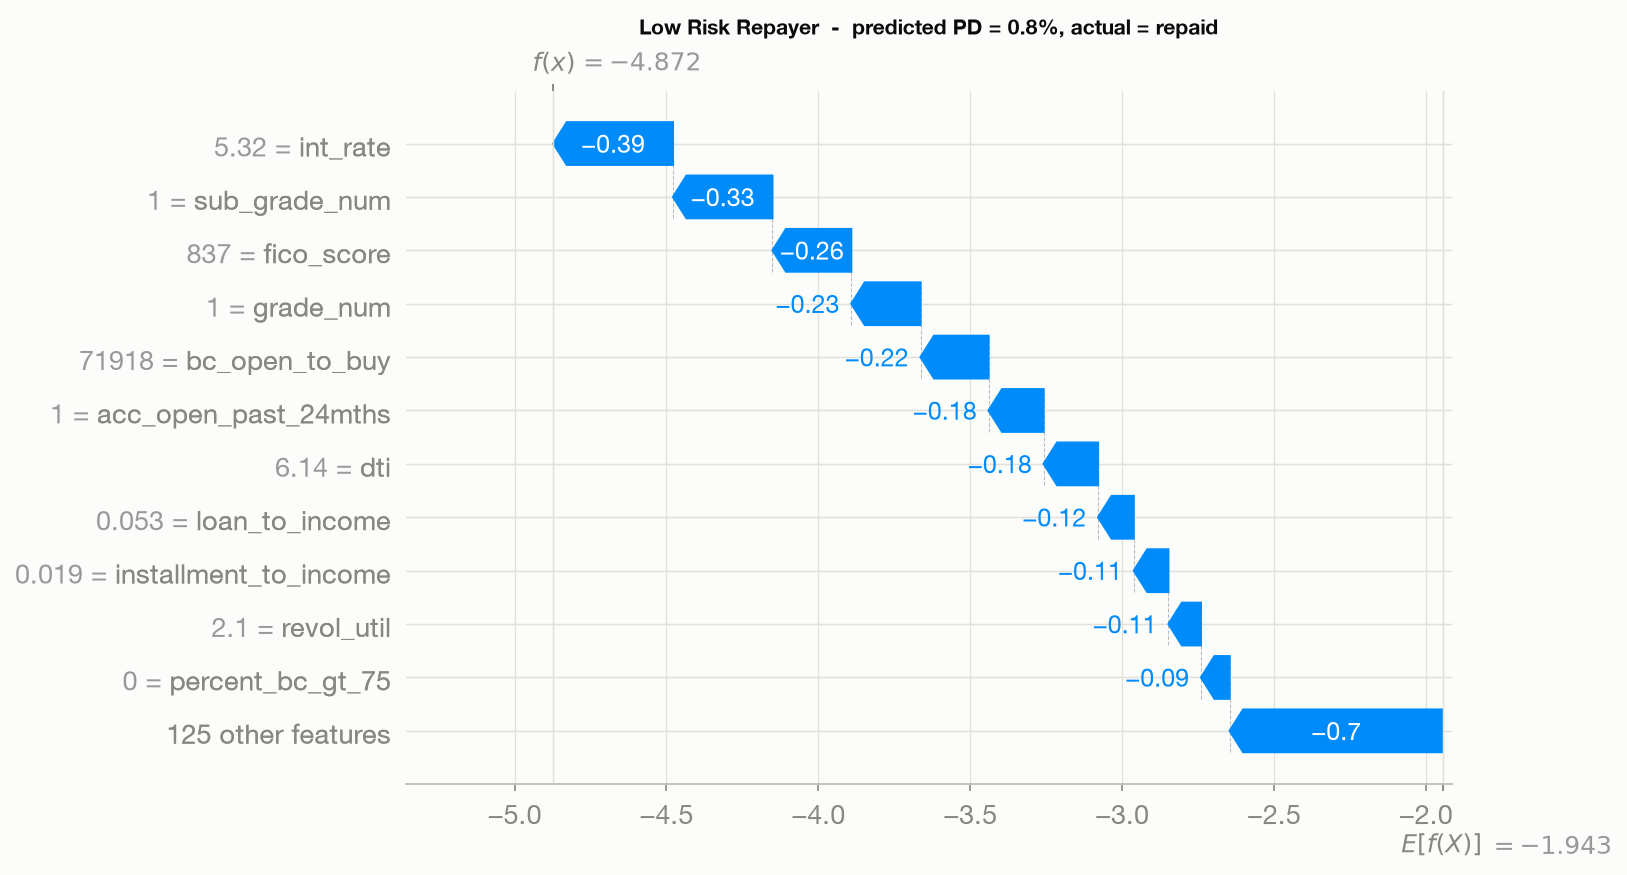 Low Risk Repayer - predicted PD = 0.8%, actual = repaid
f(x) = −4.872
5.32 = int_rate −0.39
1 = sub_grade_num −0.33
837 = fico_score −0.26
1 = grade_num −0.23
71918 = bc_open_to_buy −0.22
1 = acc_open_past_24mths −0.18
6.14 = dti −0.18
0.053 = loan_to_income −0.12
0.019 = installment_to_income −0.11
2.1 = revol_util −0.11
0 = percent_bc_gt_75 −0.09
125 other features −0.7
−5.0 −4.5 −4.0 −3.5 −3.0 −2.5 −2.0
E[f(X)] = −1.943